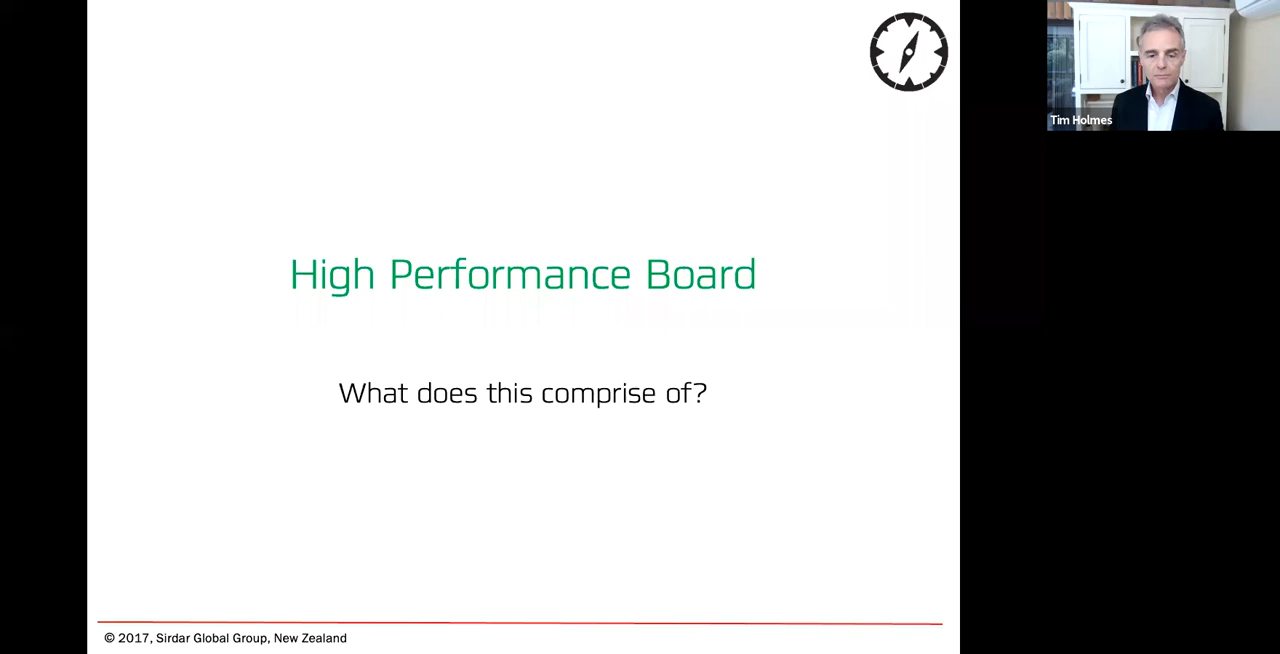 High Performance Board
What does this comprise of?
© 2017, Sirdar Global Group, New Zealand
Tim Holmes